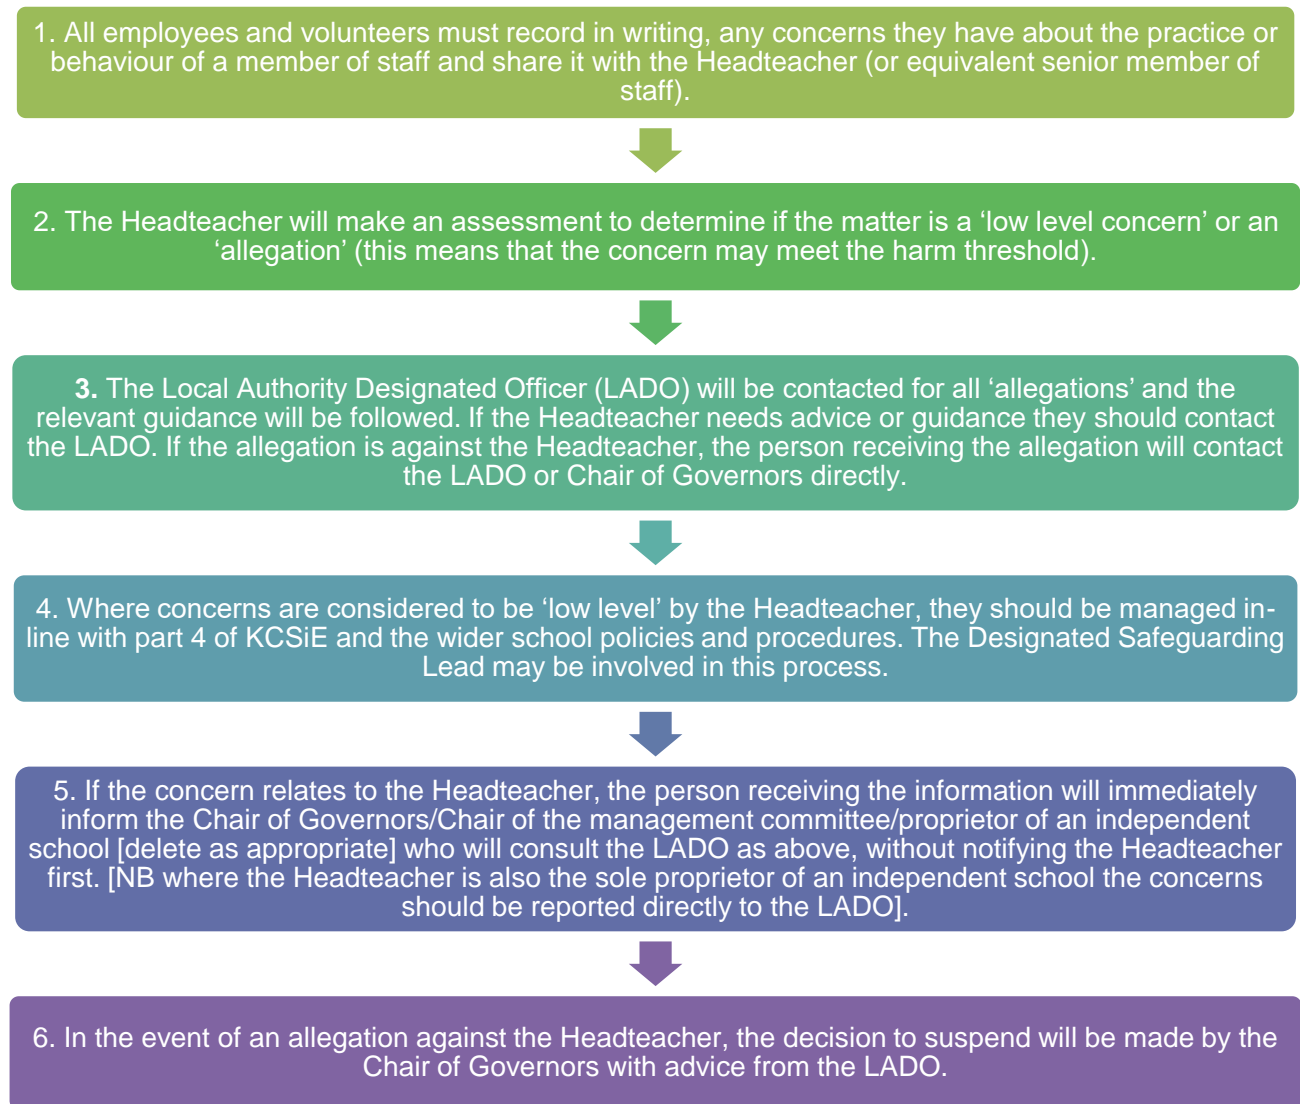 1. All employees and volunteers must record in writing, any concerns they have about the practice or
behaviour of a member of staff and share it with the Headteacher (or equivalent senior member of
staff).
2. The Headteacher will make an assessment to determine if the matter is a ‘low level concern’ or an
‘allegation’ (this means that the concern may meet the harm threshold).
3. The Local Authority Designated Officer (LADO) will be contacted for all ‘allegations’ and the
relevant guidance will be followed. If the Headteacher needs advice or guidance they should contact
the LADO. If the allegation is against the Headteacher, the person receiving the allegation will contact
the LADO or Chair of Governors directly.
4. Where concerns are considered to be ‘low level’ by the Headteacher, they should be managed in-
line with part 4 of KCSiE and the wider school policies and procedures. The Designated Safeguarding
Lead may be involved in this process.
5. If the concern relates to the Headteacher, the person receiving the information will immediately
inform the Chair of Governors/Chair of the management committee/proprietor of an independent
school [delete as appropriate] who will consult the LADO as above, without notifying the Headteacher
first. [NB where the Headteacher is also the sole proprietor of an independent school the concerns
should be reported directly to the LADO].
6. In the event of an allegation against the Headteacher, the decision to suspend will be made by the
Chair of Governors with advice from the LADO.